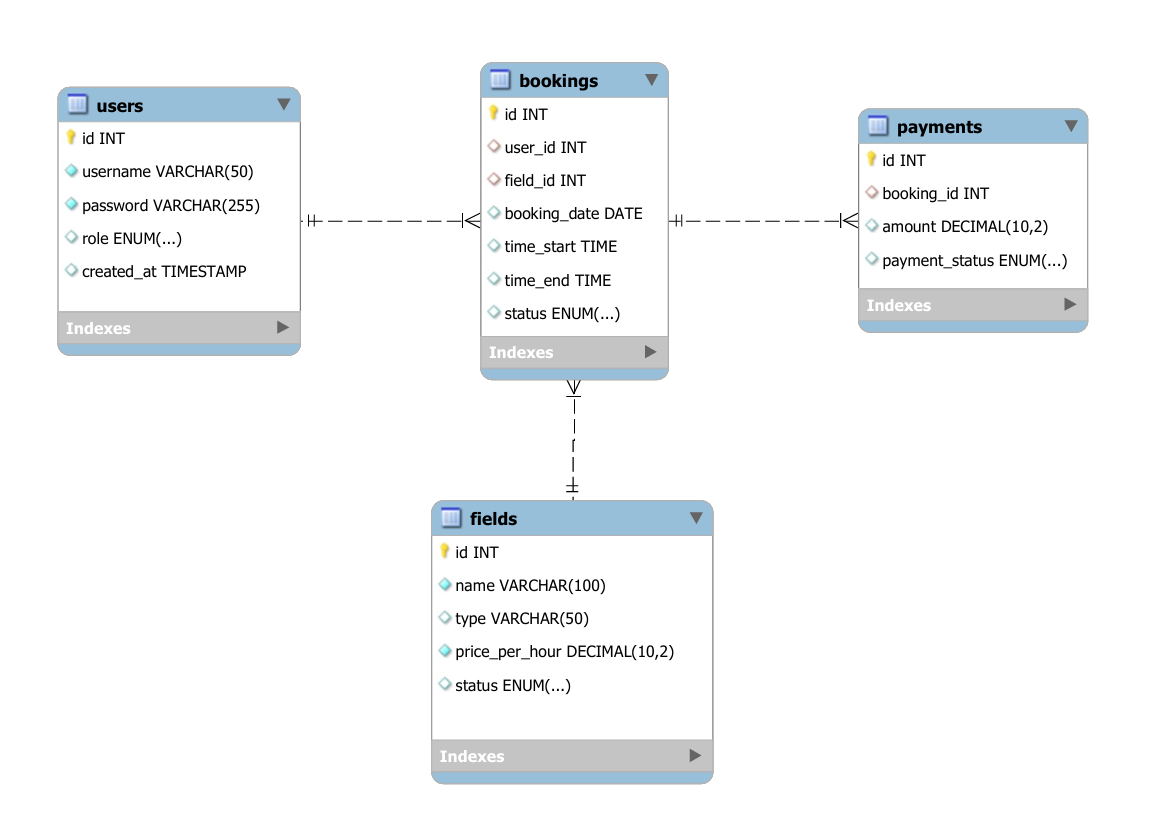 users
id INT
username VARCHAR(50)
password VARCHAR(255)
role ENUM(...)
created_at TIMESTAMP
Indexes
bookings
id INT
user_id INT
field_id INT
booking_date DATE
time_start TIME
time_end TIME
status ENUM(...)
Indexes
payments
id INT
booking_id INT
amount DECIMAL(10,2)
payment_status ENUM(...)
Indexes
fields
id INT
name VARCHAR(100)
type VARCHAR(50)
price_per_hour DECIMAL(10,2)
status ENUM(...)
Indexes